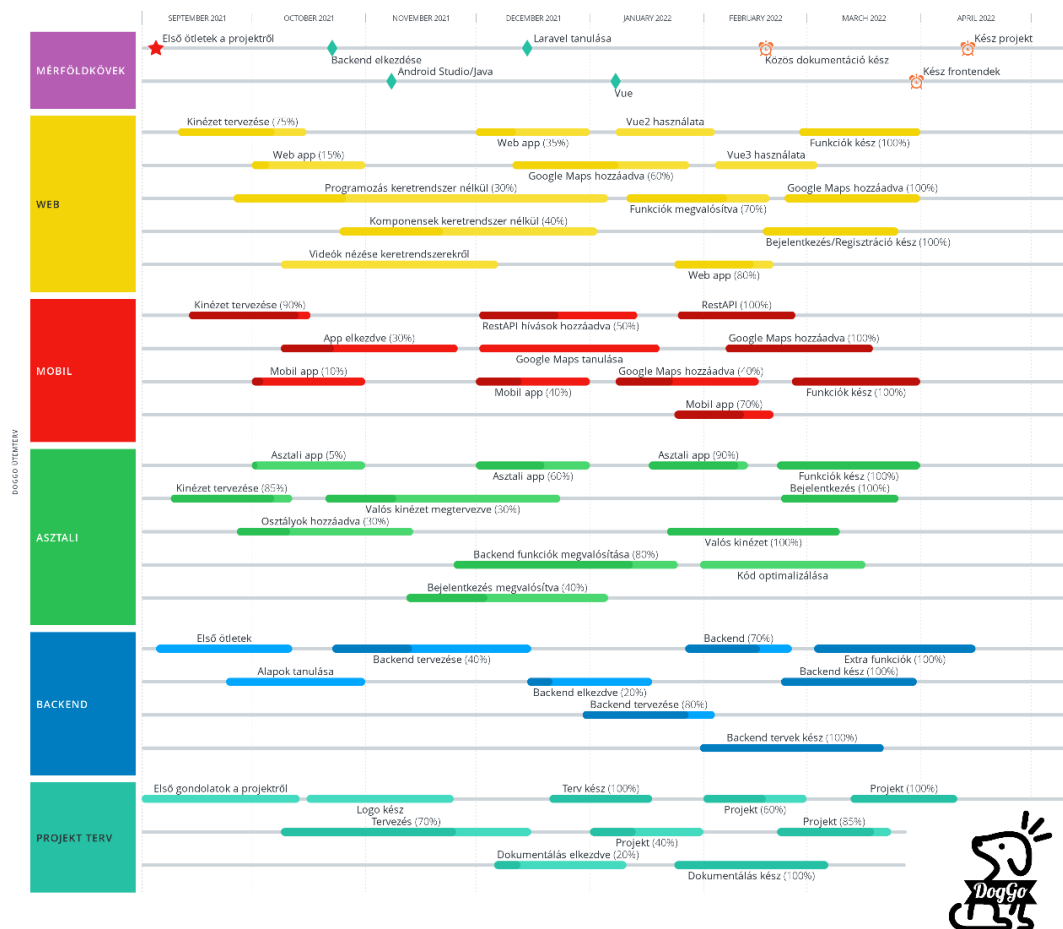 SEPTEMBER 2021 OCTOBER 2021 NOVEMBER 2021 DECEMBER 2021 JANUARY 2022 FEBRUARY 2022 MARCH 2022 APRIL 2022
DOGGO ÜTEMTERV
MÉRFÖLDKÖVEK
Első ötletek a projektről
Laravel tanulása
Kész projekt
Backend elkezdése
Közös dokumentáció kész
Android Studio/Java
Kész frontendek
Vue
WEB
Kinézet tervezése (75%)
Vue2 használata
Web app (35%)
Funkciók kész (100%)
Web app (15%)
Vue3 használata
Google Maps hozzáadva (60%)
Programozás keretrendszer nélkül (30%)
Google Maps hozzáadva (100%)
Funkciók megvalósítva (70%)
Komponensek keretrendszer nélkül (40%)
Bejelentkezés/Regisztráció kész (100%)
Videók nézése keretrendszerekről
Web app (80%)
MOBIL
Kinézet tervezése (90%)
RestAPI (100%)
RestAPI hívások hozzáadva (50%)
App elkezdve (30%)
Google Maps hozzáadva (100%)
Google Maps tanulása
Mobil app (10%)
Google Maps hozzáadva
Mobil app (40%)
Funkciók kész (100%)
Mobil app (70%)
ASZTALI
Asztali app (5%)
Asztali app (90%)
Asztali app (60%)
Funkciók kész (100%)
Kinézet tervezése (85%)
Bejelentkezés (100%)
Valós kinézet megtervezve (30%)
Osztályok hozzáadva (30%)
Valós kinézet (100%)
Backend funkciók megvalósítása (80%)
Kód optimalizálása
Bejelentkezés megvalósítva (40%)
BACKEND
Első ötletek
Backend (70%)
Backend tervezése (40%)
Extra funkciók (100%)
Alapok tanulása
Backend kész (100%)
Backend elkezdve (20%)
Backend tervezése (80%)
Backend tervek kész (100%)
PROJEKT TERV
Első gondolatok a projektről
Terv kész (100%)
Projekt (100%)
Logo kész
Projekt (60%)
Tervezés (70%)
Projekt (85%)
Projekt (40%)
Dokumentálás elkezdve (20%)
Dokumentálás kész (100%)
DogGo